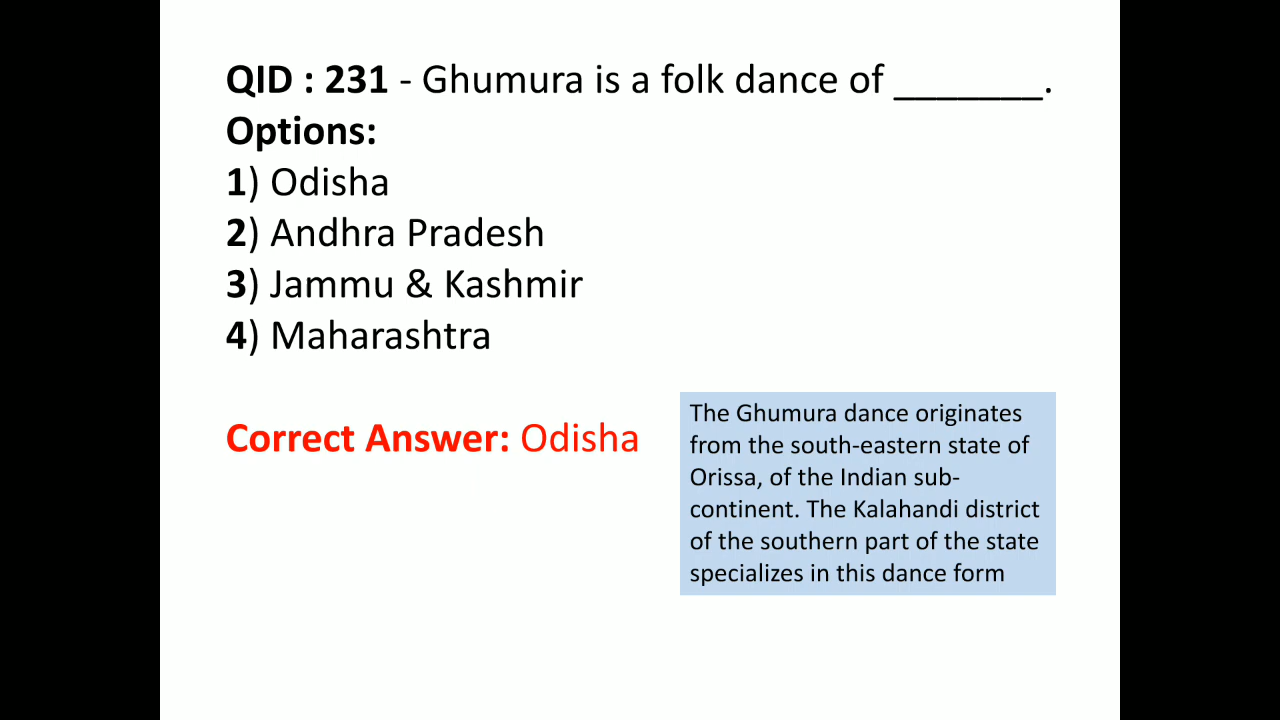 QID : 231 - Ghumura is a folk dance of _______.
Options:
1) Odisha
2) Andhra Pradesh
3) Jammu & Kashmir
4) Maharashtra
Correct Answer: Odisha
The Ghumura dance originates
from the south-eastern state of
Orissa, of the Indian sub-
continent. The Kalahandi district
of the southern part of the state
specializes in this dance form